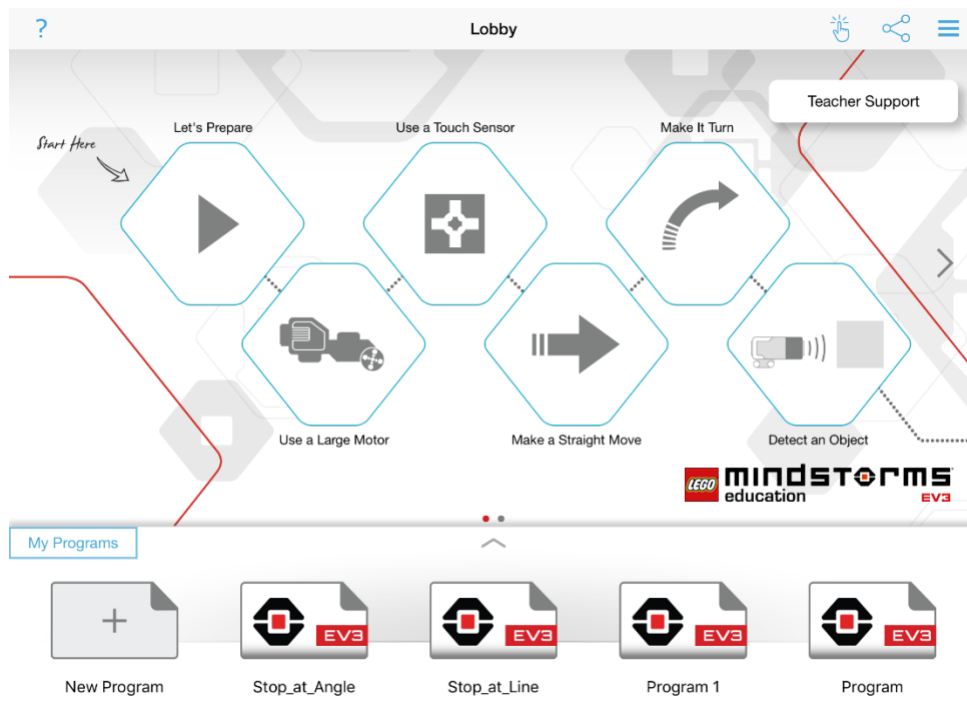 ?
Lobby
Teacher Support
Start Here
Let's Prepare
Use a Touch Sensor
Make It Turn
Use a Large Motor
Make a Straight Move
Detect an Object
LEGO mindstorms
education EV3
My Programs
EV3 EV3 EV3 EV3
New Program
Stop_at_Angle
Stop_at_Line
Program 1
Program